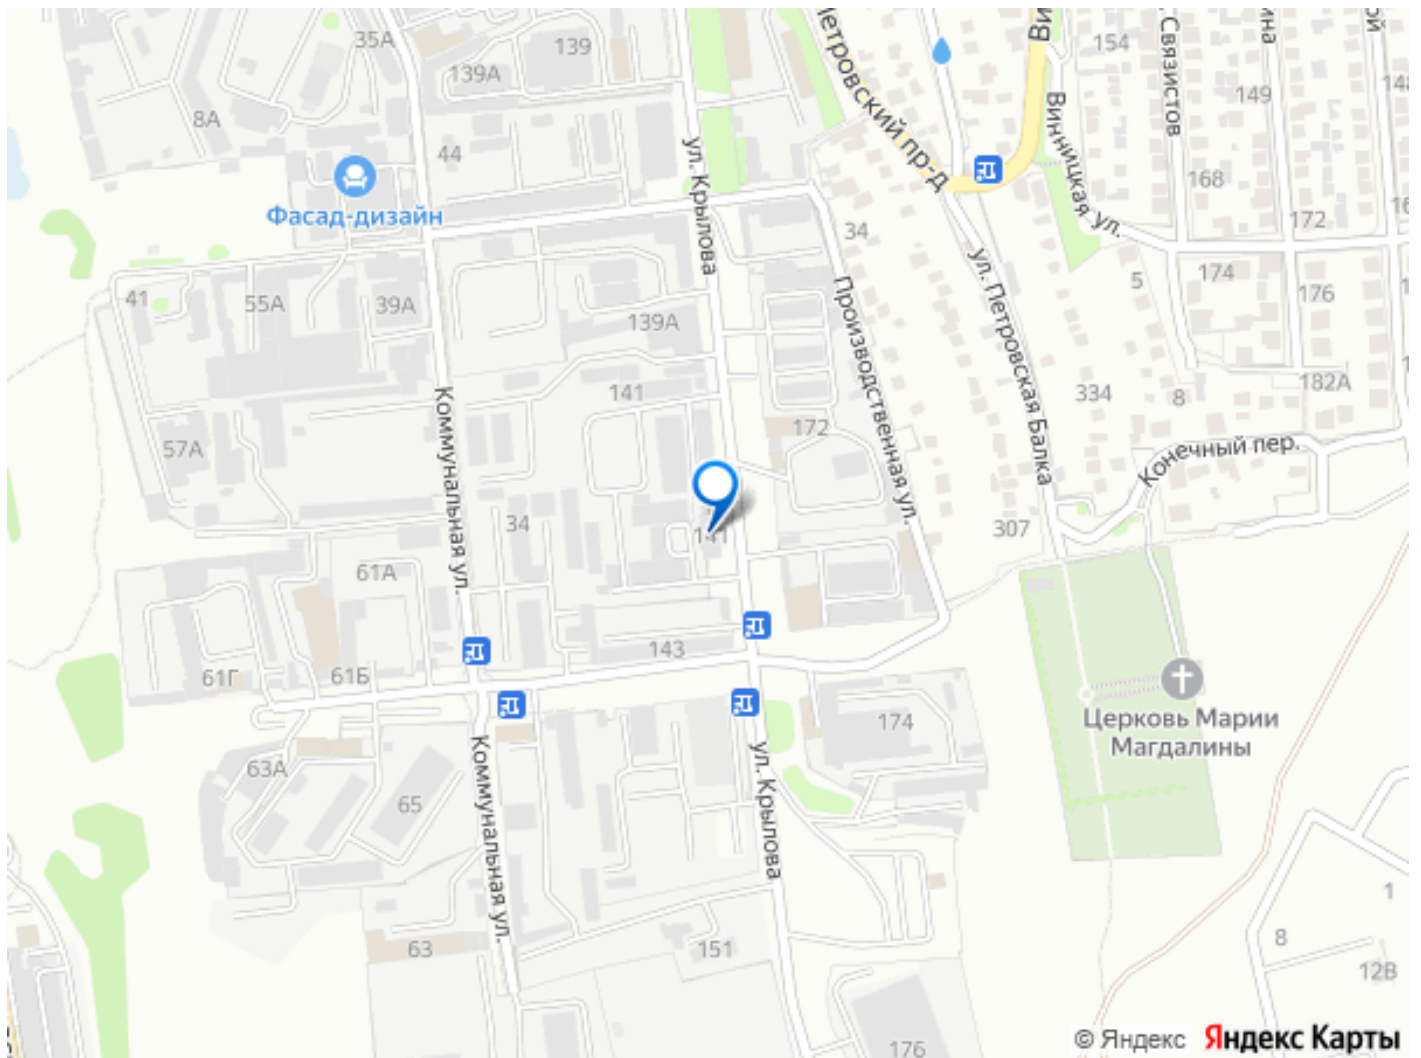 35А
139
139А
8А
44
Фасад-дизайн
ул. Крылова
Петровский пр-д
154
Связистов
149
168
Винницкая ул.
172
174
176
5
34
ул. Петровская Балка
Производственная ул.
41
55А
39А
139А
141
Коммунальная ул.
57А
172
334
8
182А
Конечный пер.
307
34
61А
143
61Г
61Б
174
Церковь Марии
Магдалины
63А
65
Коммунальная ул.
ул. Крылова
63
151
176
1
8
12В
© Яндекс Яндекс Карты